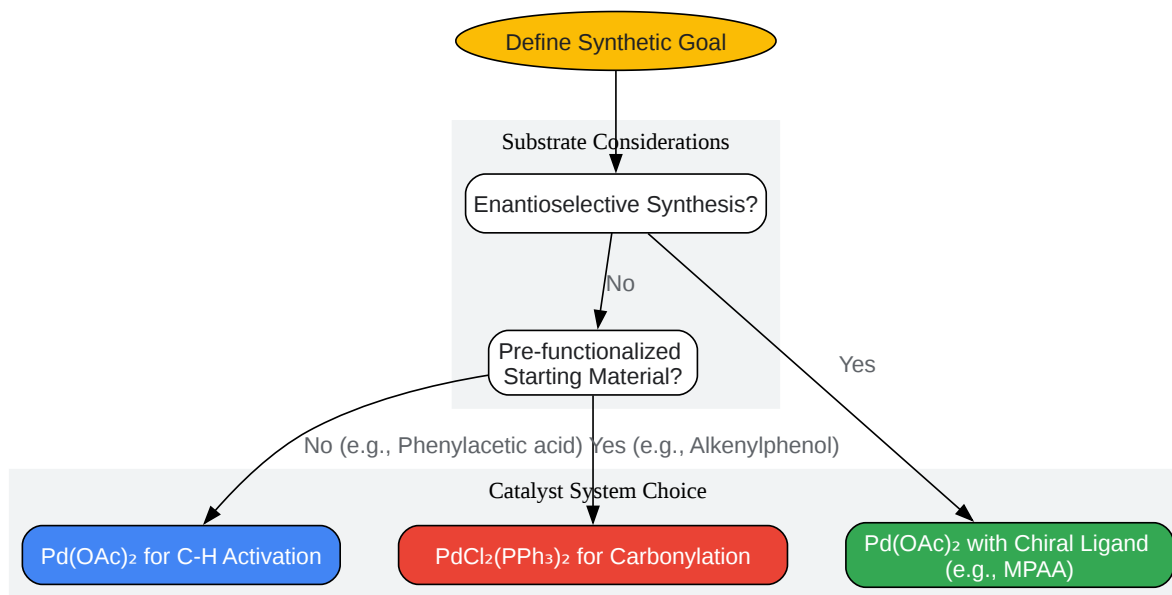 Define Synthetic Goal
Substrate Considerations
Enantioselective Synthesis?
No
Pre-functionalized
Starting Material?
Yes
No (e.g., Phenylacetic acid)
Yes (e.g., Alkenylphenol)
Catalyst System Choice
Pd(OAc)₂ for C-H Activation
PdCl₂(PPh₃)₂ for Carbonylation
Pd(OAc)₂ with Chiral Ligand
(e.g., MPAA)